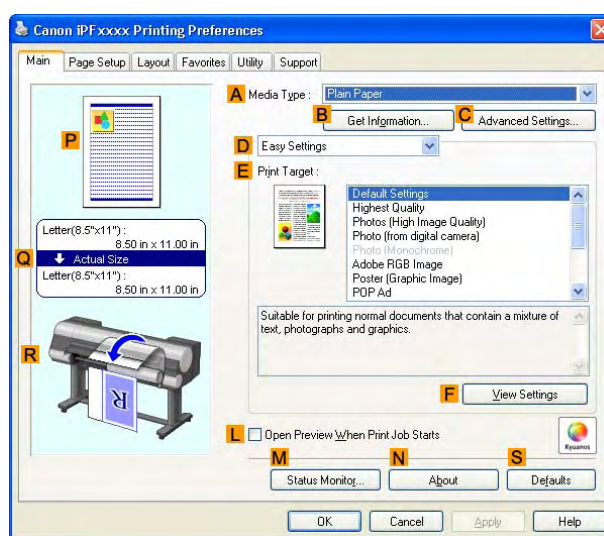 Canon iPFxxxx Printing Preferences
Main Page Setup Layout Favorites Utility Support
A Media Type : Plain Paper
B Get Information... C Advanced Settings...
D Easy Settings
E Print Target :
Default Settings
Highest Quality
Photos (High Image Quality)
Photo (from digital camera)
Photo (Monochrome)
Adobe RGB Image
Poster (Graphic Image)
POP Ad
Suitable for printing normal documents that contain a mixture of
text, photographs and graphics.
F View Settings
P
Q
Letter(8.5"x11") :
8.50 in x 11.00 in
Actual Size
Letter(8.5"x11") :
8.50 in x 11.00 in
R
R
L Open Preview When Print Job Starts
Kyuanos
M N S
Status Monitor... About Defaults
OK Cancel Apply Help